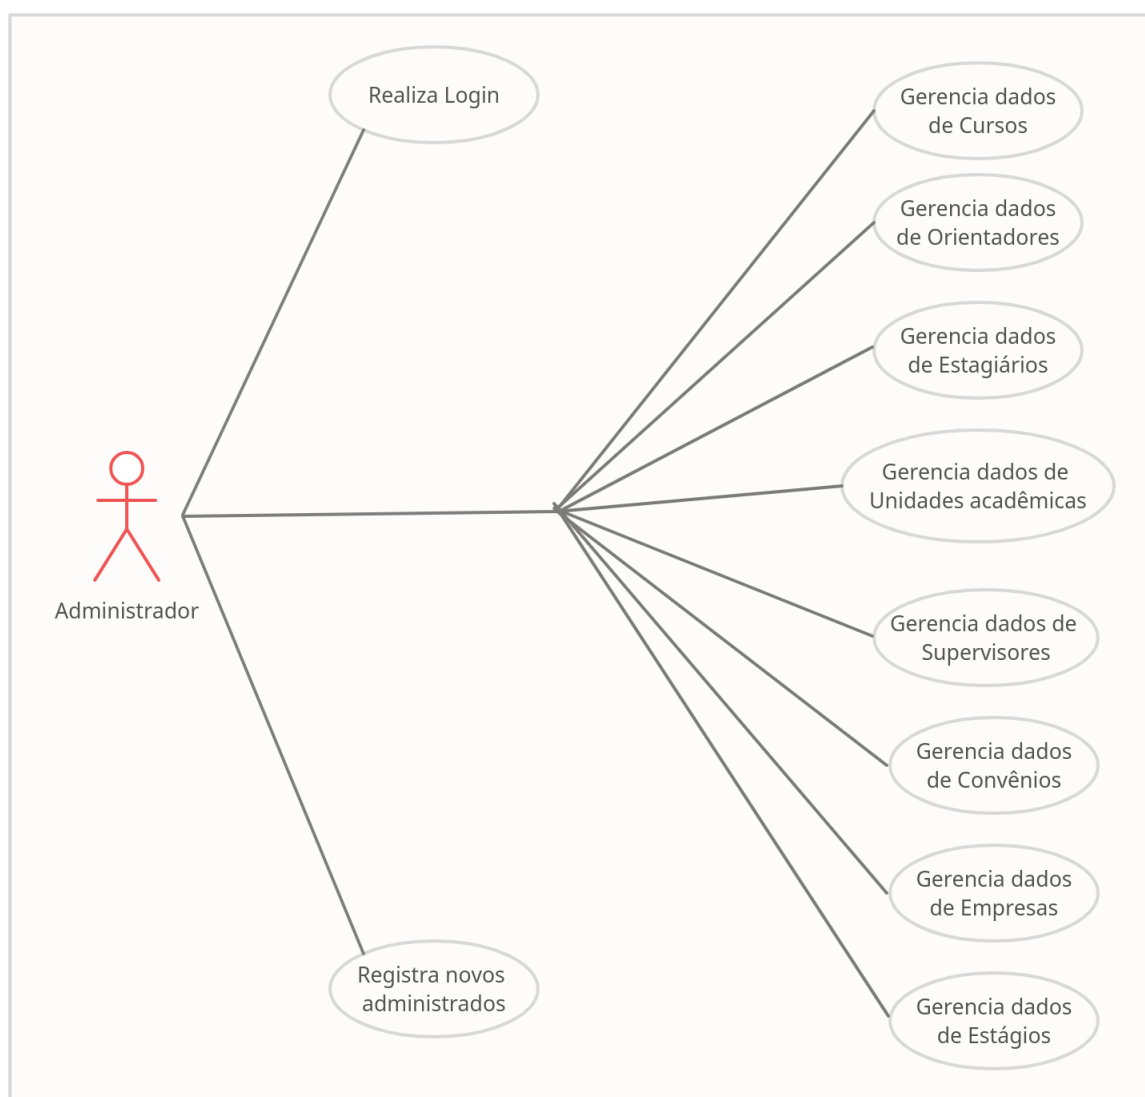 Realiza Login
Gerencia dados
de Cursos
Gerencia dados
de Orientadores
Gerencia dados
de Estagiários
Gerencia dados de
Unidades acadêmicas
Administrador
Gerencia dados de
Supervisores
Gerencia dados
de Convênios
Gerencia dados
de Empresas
Registra novos
administrados
Gerencia dados
de Estágios